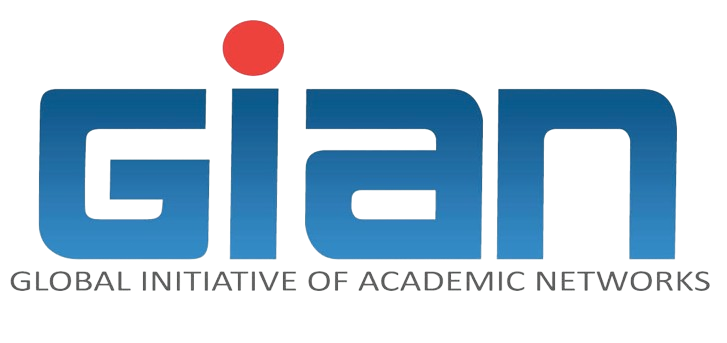 Gian
GLOBAL INITIATIVE OF ACADEMIC NETWORKS